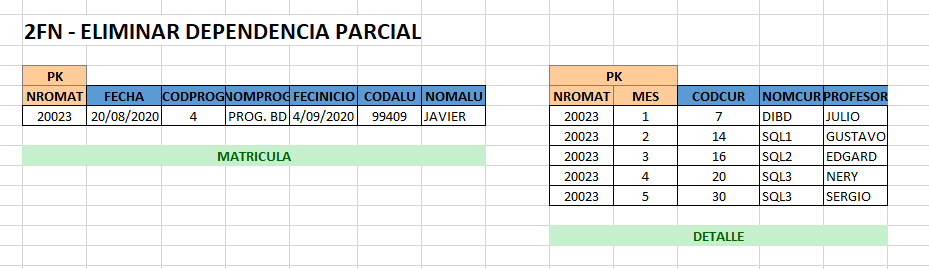 2FN - ELIMINAR DEPENDENCIA PARCIAL
PK
NROMAT FECHA CODPROG NOMPROG FECINICIO CODALU NOMALU
20023 20/08/2020 4 PROG. BD 4/09/2020 99409 JAVIER
MATRICULA
PK
NROMAT MES CODCUR NOMCUR PROFESOR
20023 1 7 DIBD JULIO
20023 2 14 SQL1 GUSTAVO
20023 3 16 SQL2 EDGARD
20023 4 20 SQL3 NERY
20023 5 30 SQL3 SERGIO
DETALLE